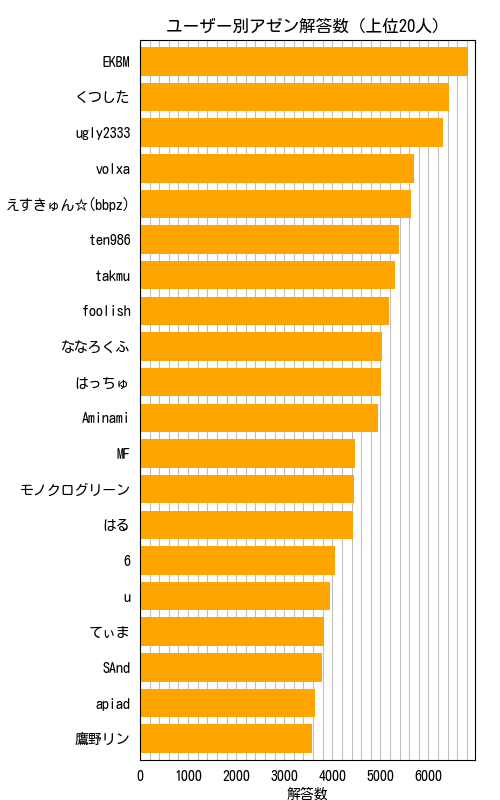 ユーザー別アゼン解答数 (上位20人)
EKBM
くつした
ugly2333
volxa
えすきゅん☆(bbpz)
ten986
takmu
foolish
ななろくふ
はっちゅ
Aminami
MF
モノクログリーン
はる
6
u
てぃま
SAnd
apiad
鷹野リン
0 1000 2000 3000 4000 5000 6000
解答数